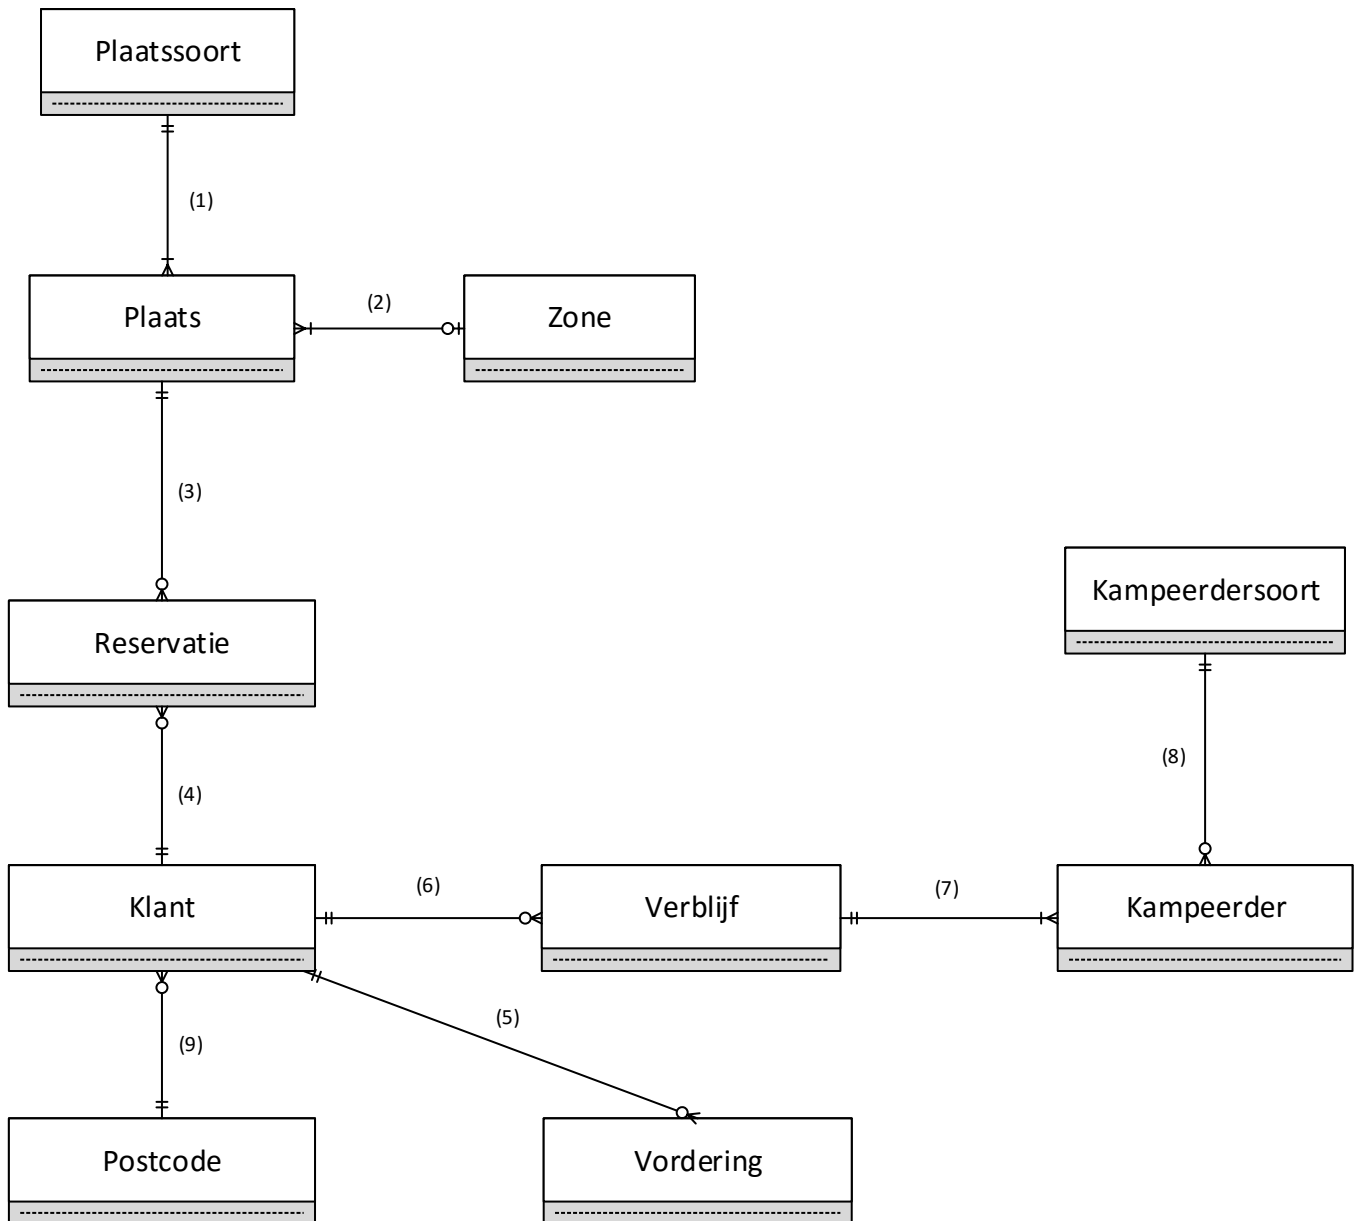 Plaatssoort
(1)
Plaats
(2)
Zone
(3)
Reservatie
Kampeerdersoort
(4)
(8)
Klant
(6)
Verblijf
(7)
Kampeerder
(5)
(9)
Postcode
Vordering